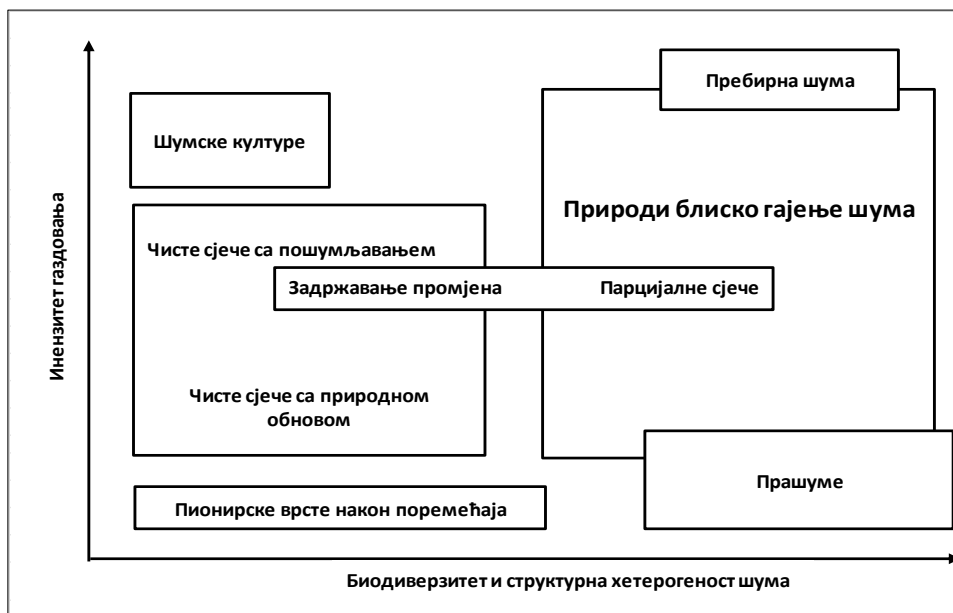 Пребирна шума
Шумске културе
Природи блиско гајење шума
Чисте сјече са пошумљавањем
Задржавање промјена
Парцијалне сјече
Чисте сјече са природном
обновом
Прашуме
Пионирске врсте након поремећаја
Инензитет газдовања
Биодиверзитет и структурна хетерогеност шума